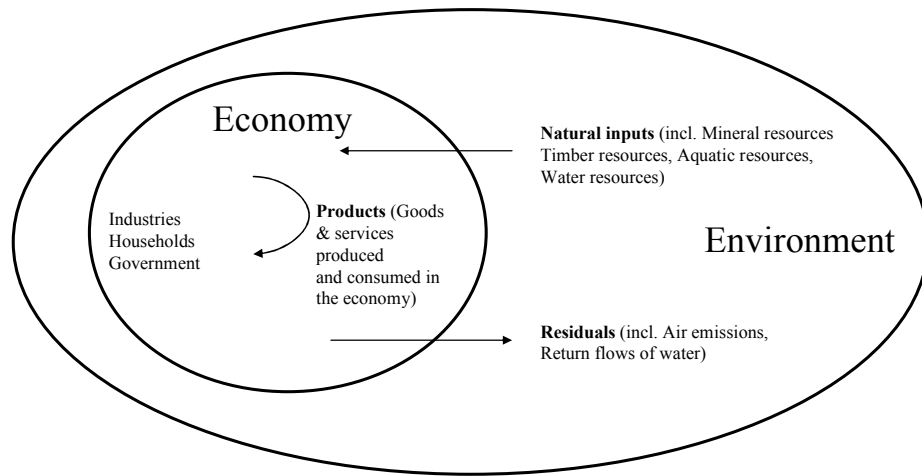 Economy
Natural inputs (incl. Mineral resources
Timber resources, Aquatic resources,
Water resources)
Industries
Households
Government
Products (Goods
& services
produced
and consumed in
the economy)
Environment
Residuals (incl. Air emissions,
Return flows of water)